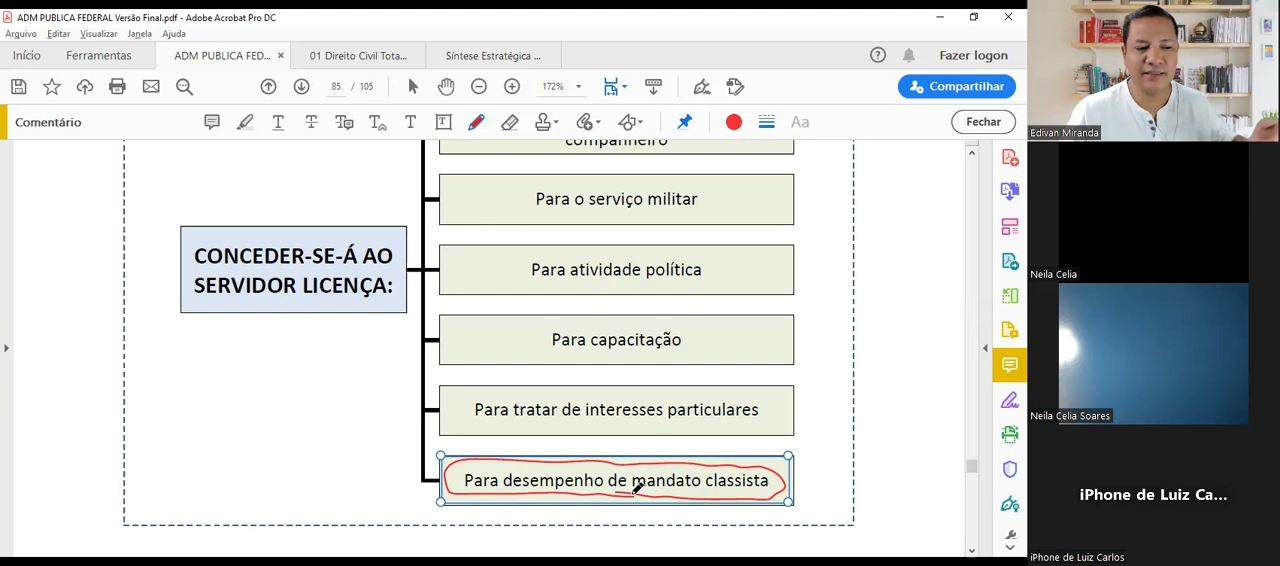 ADM PUBLICA FEDERAL Versão Final.pdf - Adobe Acrobat Pro DC
Arquivo Editar Visualizar Janela Ajuda
Início Ferramentas ADM PUBLICA FED... × 01 Direito Civil Tota... Síntese Estratégica ... Fazer logon
85 / 105 172% Compartilhar
Comentário Aa Fechar
companheiro
Para o serviço militar
CONCEDER-SE-Á AO
SERVIDOR LICENÇA:
Para atividade política
Para capacitação
Para tratar de interesses particulares
Para desempenho de mandato classista
Edivan Miranda
Neila Celia
Neila Celia Soares
iPhone de Luiz Ca...
iPhone de Luiz Carlos